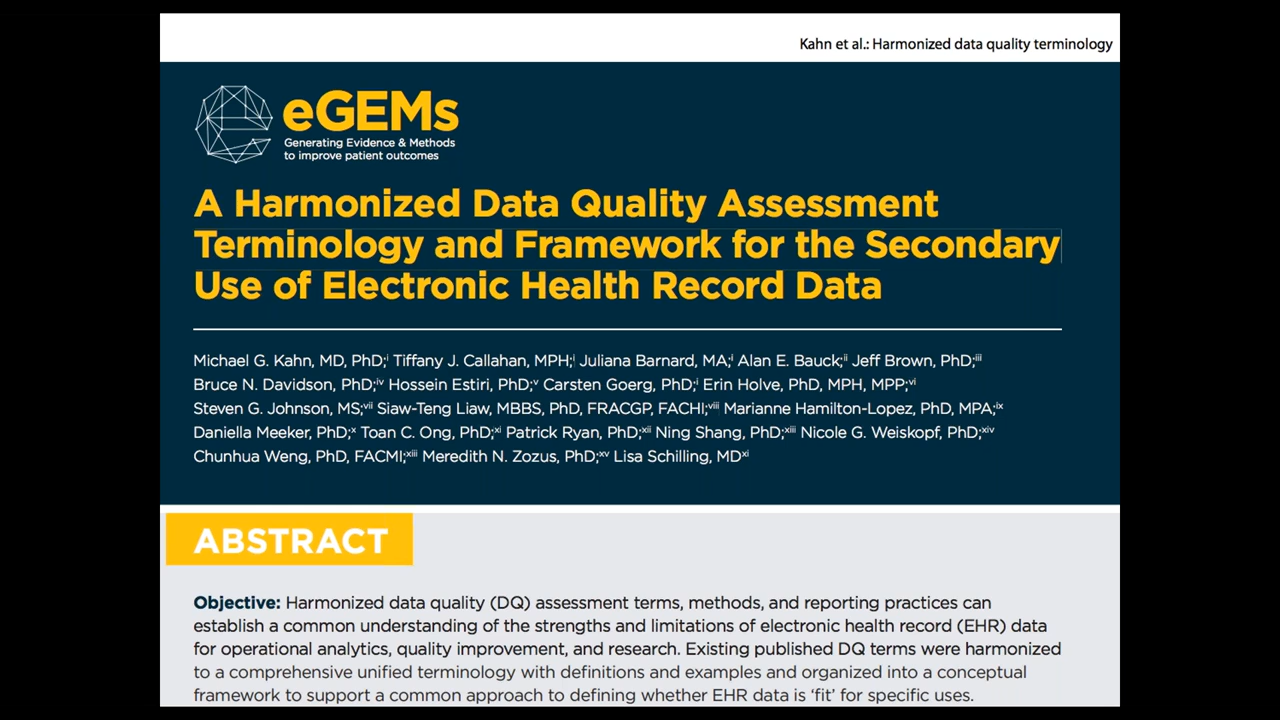 Kahn et al.: Harmonized data quality terminology
eGEMs
Generating Evidence & Methods
to improve patient outcomes
A Harmonized Data Quality Assessment
Terminology and Framework for the Secondary
Use of Electronic Health Record Data
Michael G. Kahn, MD, PhD;ⁱ Tiffany J. Callahan, MPH;ⁱ Juliana Barnard, MA;ⁱ Alan E. Bauck;ⁱⁱ Jeff Brown, PhD;ⁱⁱⁱ
Bruce N. Davidson, PhD;ⁱᵛ Hossein Estiri, PhD;ᵛ Carsten Goerg, PhD;ⁱ Erin Holve, PhD, MPH, MPP;ᵛⁱ
Steven G. Johnson, MS;ᵛⁱⁱ Siaw-Teng Liaw, MBBS, PhD, FRACGP, FACHI;ᵛⁱⁱⁱ Marianne Hamilton-Lopez, PhD, MPA;ⁱˣ
Daniella Meeker, PhD;ˣ Toan C. Ong, PhD;ˣⁱ Patrick Ryan, PhD;ˣⁱⁱ Ning Shang, PhD;ˣⁱⁱⁱ Nicole G. Weiskopf, PhD;ˣⁱᵛ
Chunhua Weng, PhD, FACMI;ˣⁱⁱⁱ Meredith N. Zozus, PhD;ˣᵛ Lisa Schilling, MDˣⁱ
ABSTRACT
Objective: Harmonized data quality (DQ) assessment terms, methods, and reporting practices can
establish a common understanding of the strengths and limitations of electronic health record (EHR) data
for operational analytics, quality improvement, and research. Existing published DQ terms were harmonized
to a comprehensive unified terminology with definitions and examples and organized into a conceptual
framework to support a common approach to defining whether EHR data is ‘fit’ for specific uses.